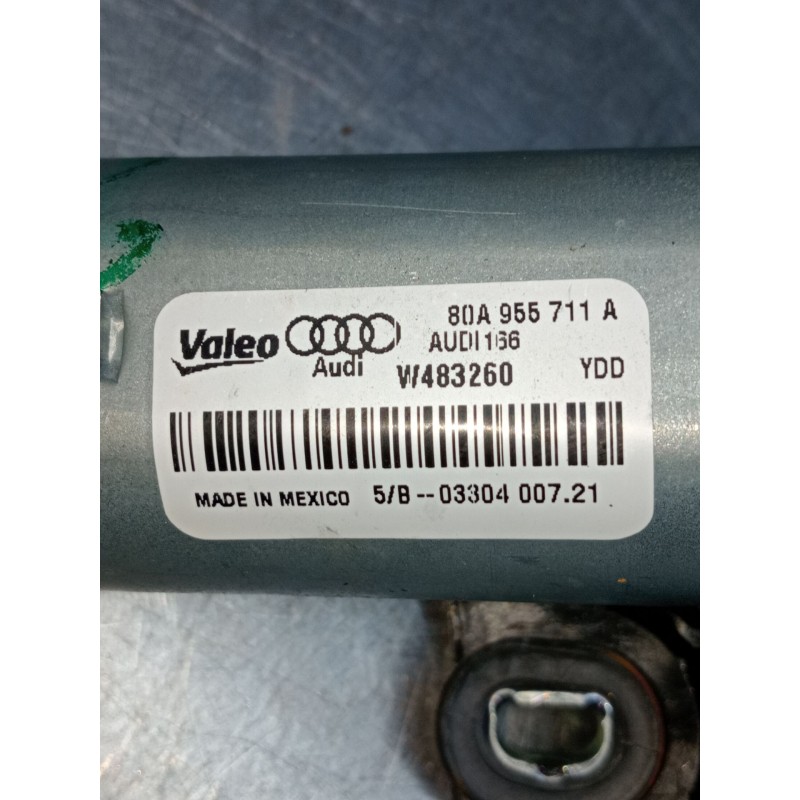 Valeo Audi 80A 955 711 A
AUDI166
W483260 YDD
MADE IN MEXICO 5/B--03304 007.21